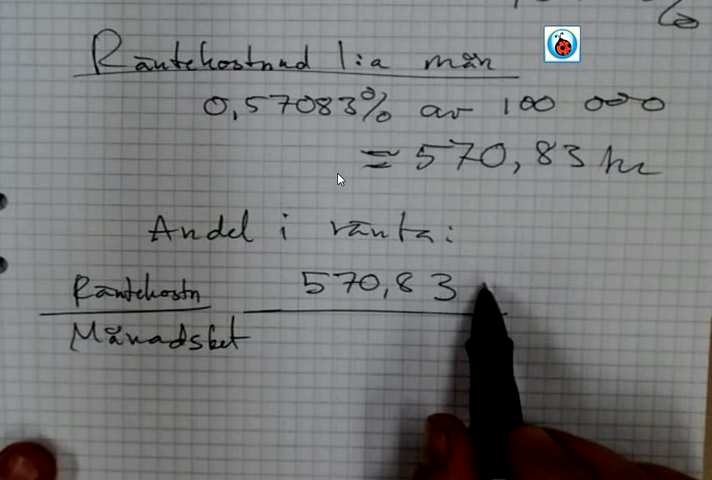 %
Räntekostnad 1:a mån
0,57083% av 100 000
= 570,83 kr
Andel i ränta:
Räntekostn 570,83
Månadsbet